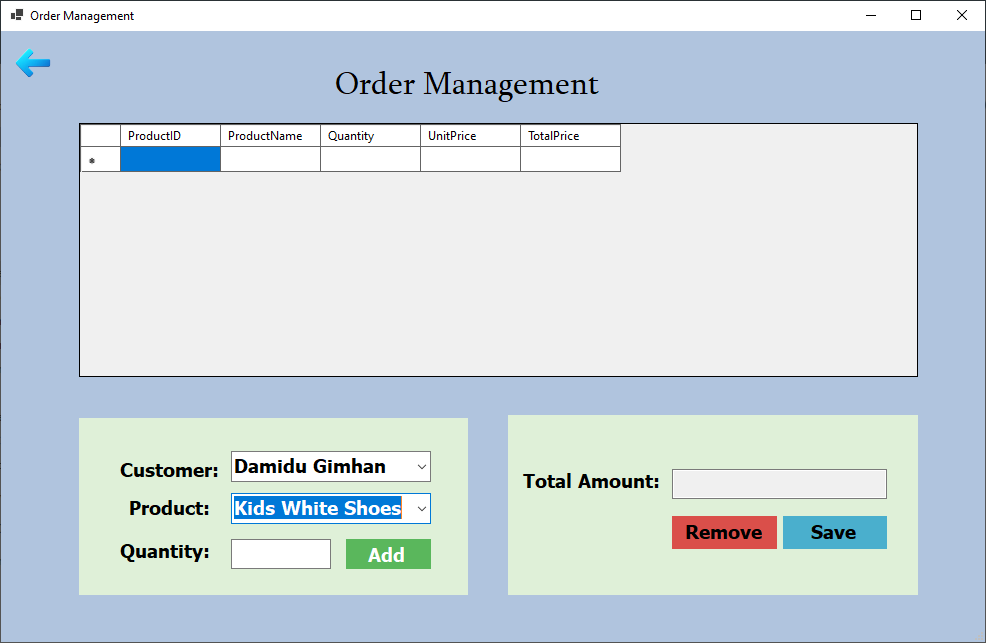 Order Management
Order Management
ProductID ProductName Quantity UnitPrice TotalPrice
*
Customer: Damidu Gimhan
Product: Kids White Shoes
Quantity: Add
Total Amount:
Remove Save